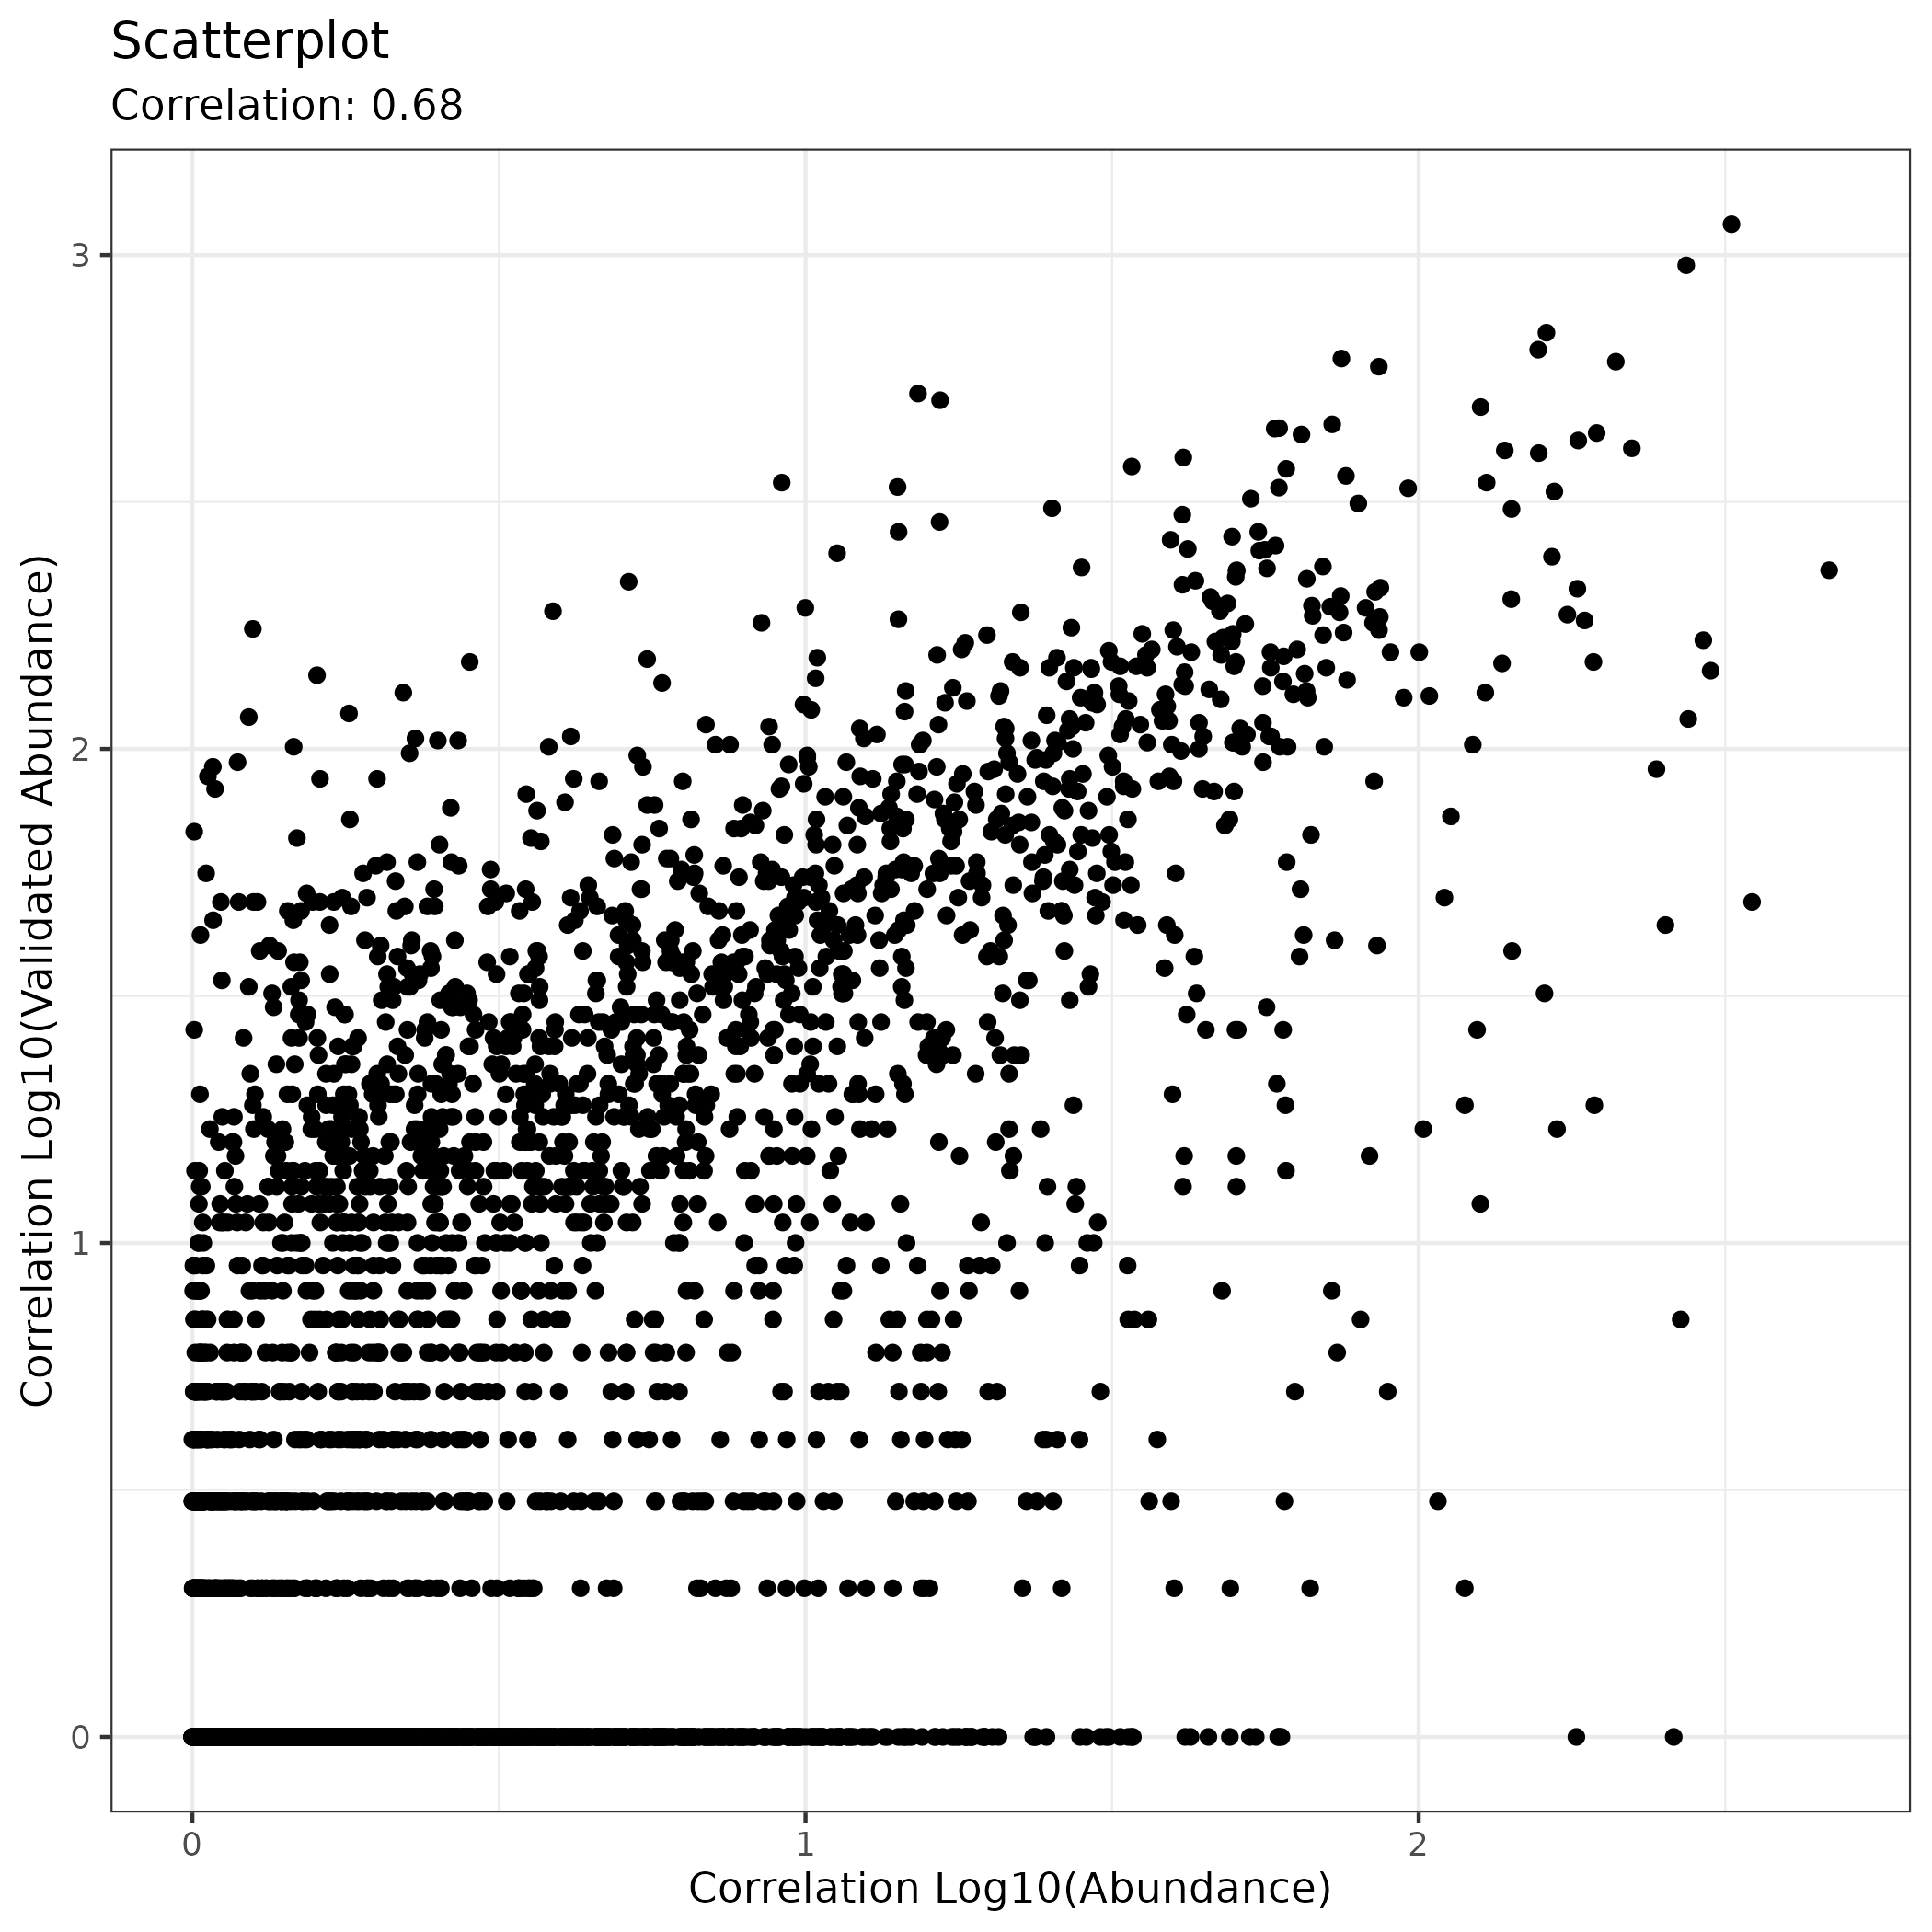 Scatterplot
Correlation: 0.68
3
2
1
0
Correlation Log10(Validated Abundance)
0 1 2
Correlation Log10(Abundance)